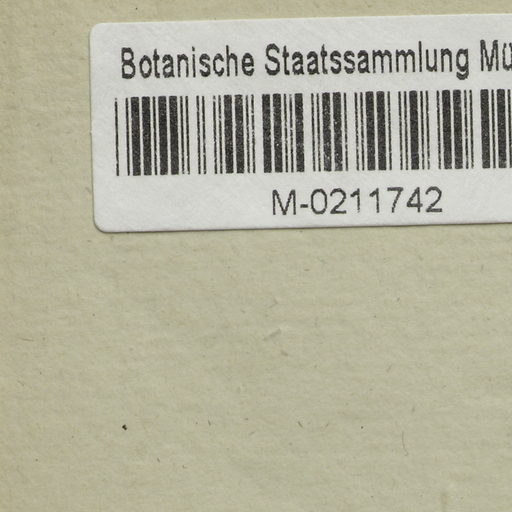 Botanische Staatssammlung Mü
M-0211742